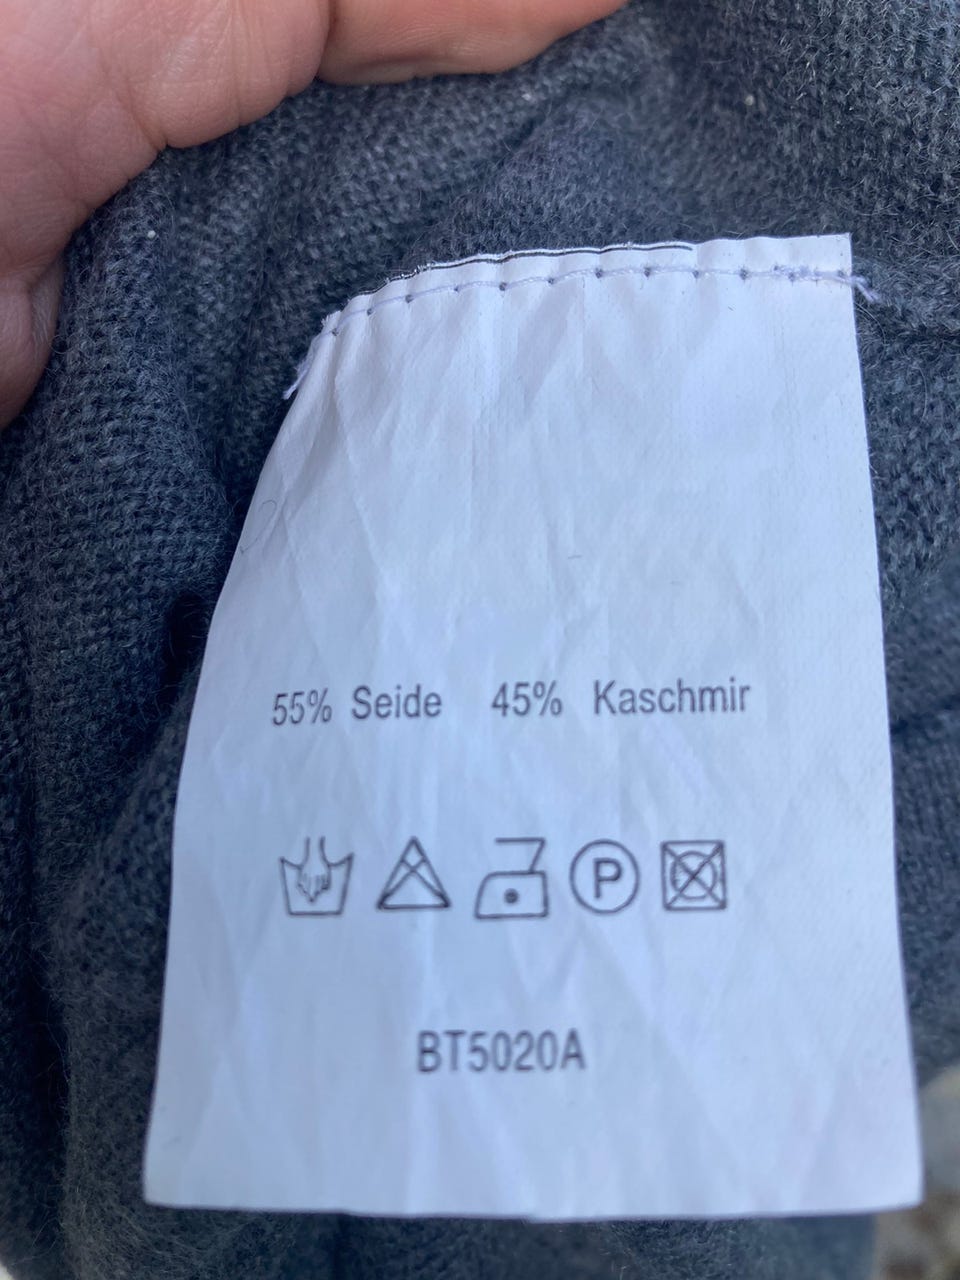 55% Seide 45% Kaschmir
P
BT5020A